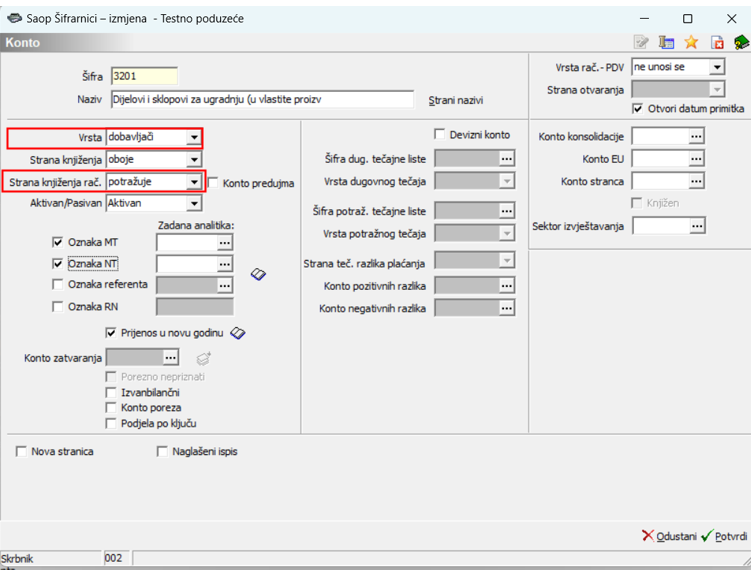 Saop Šifrarnici – izmjena - Testno poduzeće
Konto
Šifra 3201
Naziv Dijelovi i sklopovi za ugradnju (u vlastite proizv
Strani nazivi
Vrsta rač.- PDV ne unosi se
Strana otvaranja
Otvori datum primitka
Vrsta dobavljači
Strana knjiženja oboje
Strana knjiženja rač. potražuje
Konto predujma
Aktivan/Pasivan Aktivan
Zadana analitika:
Oznaka MT
Oznaka NT
Oznaka referenta
Oznaka RN
Prijenos u novu godinu
Konto zatvaranja
Porezno nepriznati
Izvanbilančni
Konto poreza
Podjela po ključu
Devizni konto
Šifra dug. tečajne liste
Vrsta dugovnog tečaja
Šifra potraž. tečajne liste
Vrsta potražnog tečaja
Strana teč. razlika plaćanja
Konto pozitivnih razlika
Konto negativnih razlika
Konto konsolidacije
Konto EU
Konto stranca
Knjižen
Sektor izvještavanja
Nova stranica
Naglašeni ispis
Odustani
Potvrdi
Skrbnik
002